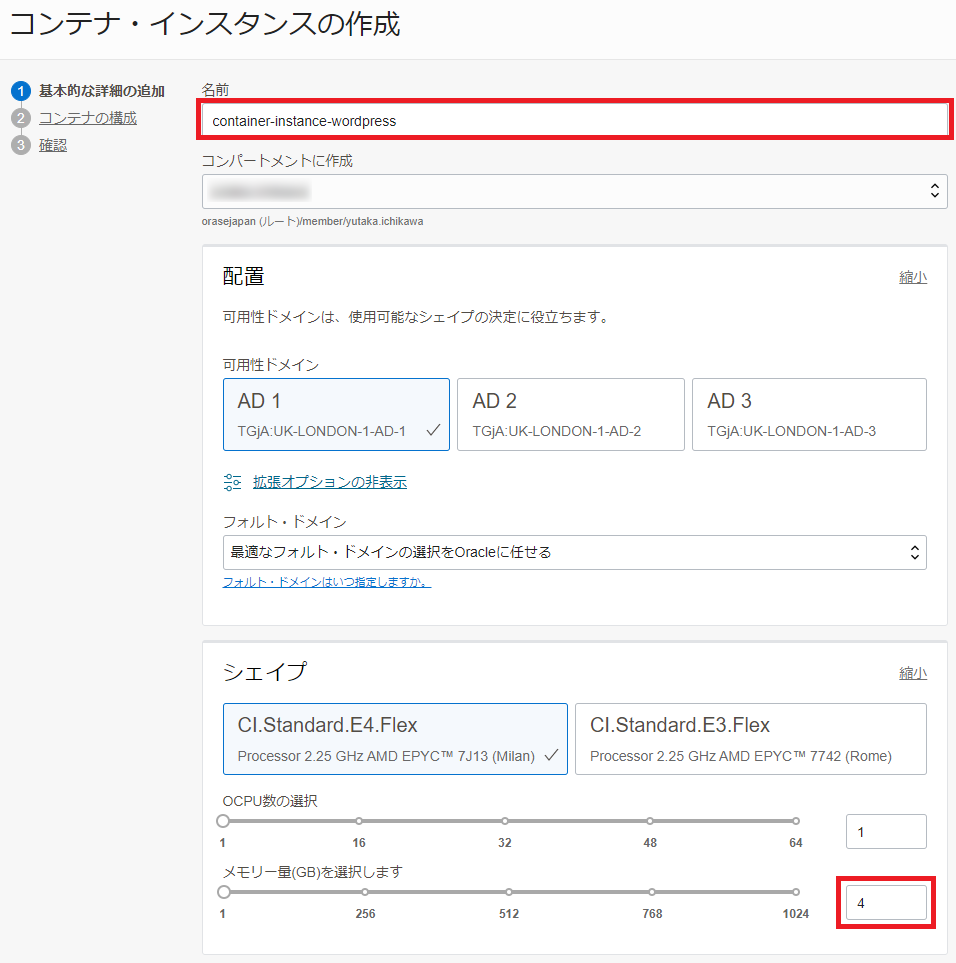 コンテナ・インスタンスの作成
1 基本的な詳細の追加
2 コンテナの構成
3 確認
名前
container-instance-wordpress
コンパートメントに作成
orasejapan (ルート)/member/yutaka.ichikawa
配置
縮小
可用性ドメインは、使用可能なシェイプの決定に役立ちます。
可用性ドメイン
AD 1
TGjA:UK-LONDON-1-AD-1
AD 2
TGjA:UK-LONDON-1-AD-2
AD 3
TGjA:UK-LONDON-1-AD-3
拡張オプションの非表示
フォルト・ドメイン
最適なフォルト・ドメインの選択をOracleに任せる
フォルト・ドメインはいつ指定しますか。
シェイプ
縮小
CI.Standard.E4.Flex
Processor 2.25 GHz AMD EPYC™ 7J13 (Milan)
CI.Standard.E3.Flex
Processor 2.25 GHz AMD EPYC™ 7742 (Rome)
OCPU数の選択
1 16 32 48 64
1
メモリー量(GB)を選択します
1 256 512 768 1024
4